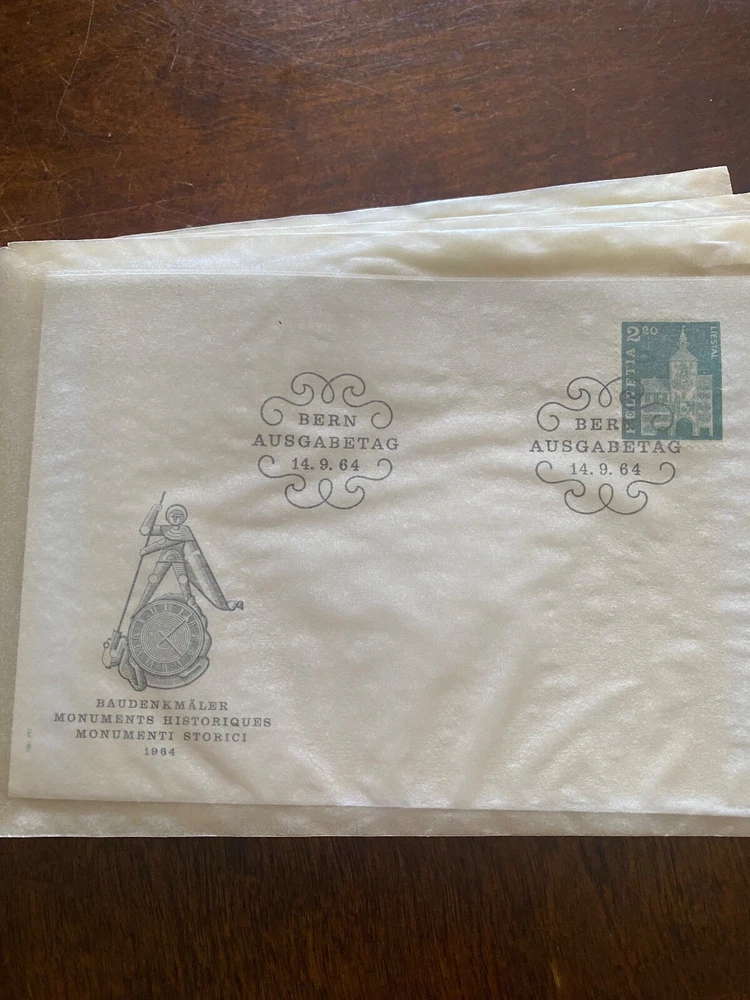 2 80
LIESTAL
HELVETIA
BERN
AUSGABETAG
14.9.64
BERN
AUSGABETAG
14.9.64
BAUDENKMÄLER
MONUMENTS HISTORIQUES
MONUMENTI STORICI
1964